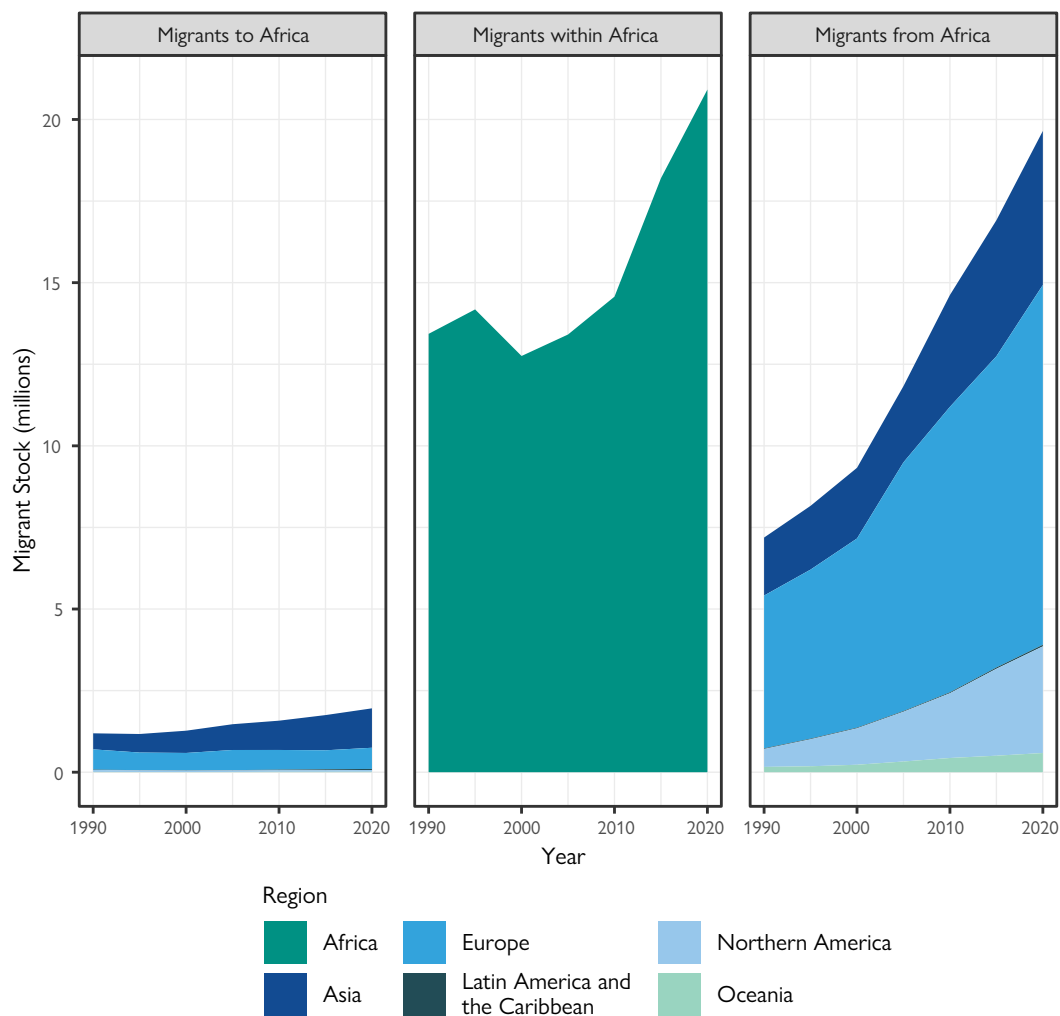 Migrants to Africa
Migrants within Africa
Migrants from Africa
Migrant Stock (millions)
20
15
10
5
0
1990
2000
2010
2020
1990
2000
2010
2020
1990
2000
2010
2020
Year
Region
Africa
Europe
Northern America
Asia
Latin America and
the Caribbean
Oceania